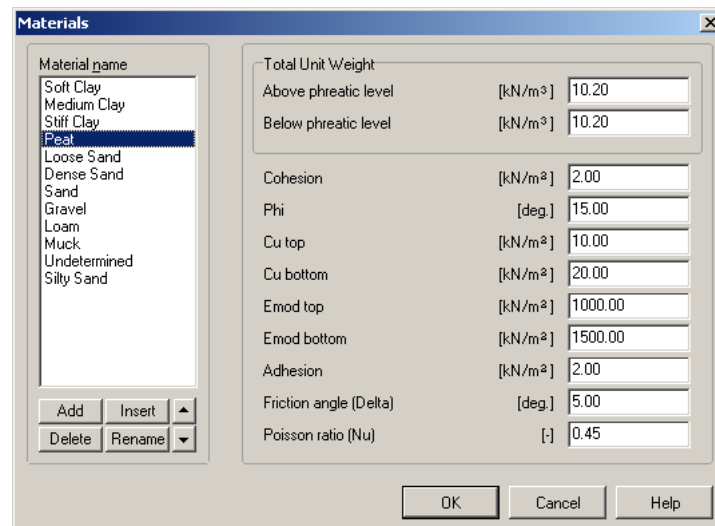 Materials
Material name
Soft Clay
Medium Clay
Stiff Clay
Peat
Loose Sand
Dense Sand
Sand
Gravel
Loam
Muck
Undetermined
Silty Sand
Add Insert
Delete Rename
Total Unit Weight
Above phreatic level [kN/m³] 10.20
Below phreatic level [kN/m³] 10.20
Cohesion [kN/m²] 2.00
Phi [deg.] 15.00
Cu top [kN/m²] 10.00
Cu bottom [kN/m²] 20.00
Emod top [kN/m²] 1000.00
Emod bottom [kN/m²] 1500.00
Adhesion [kN/m²] 2.00
Friction angle (Delta) [deg.] 5.00
Poisson ratio (Nu) [-] 0.45
OK Cancel Help